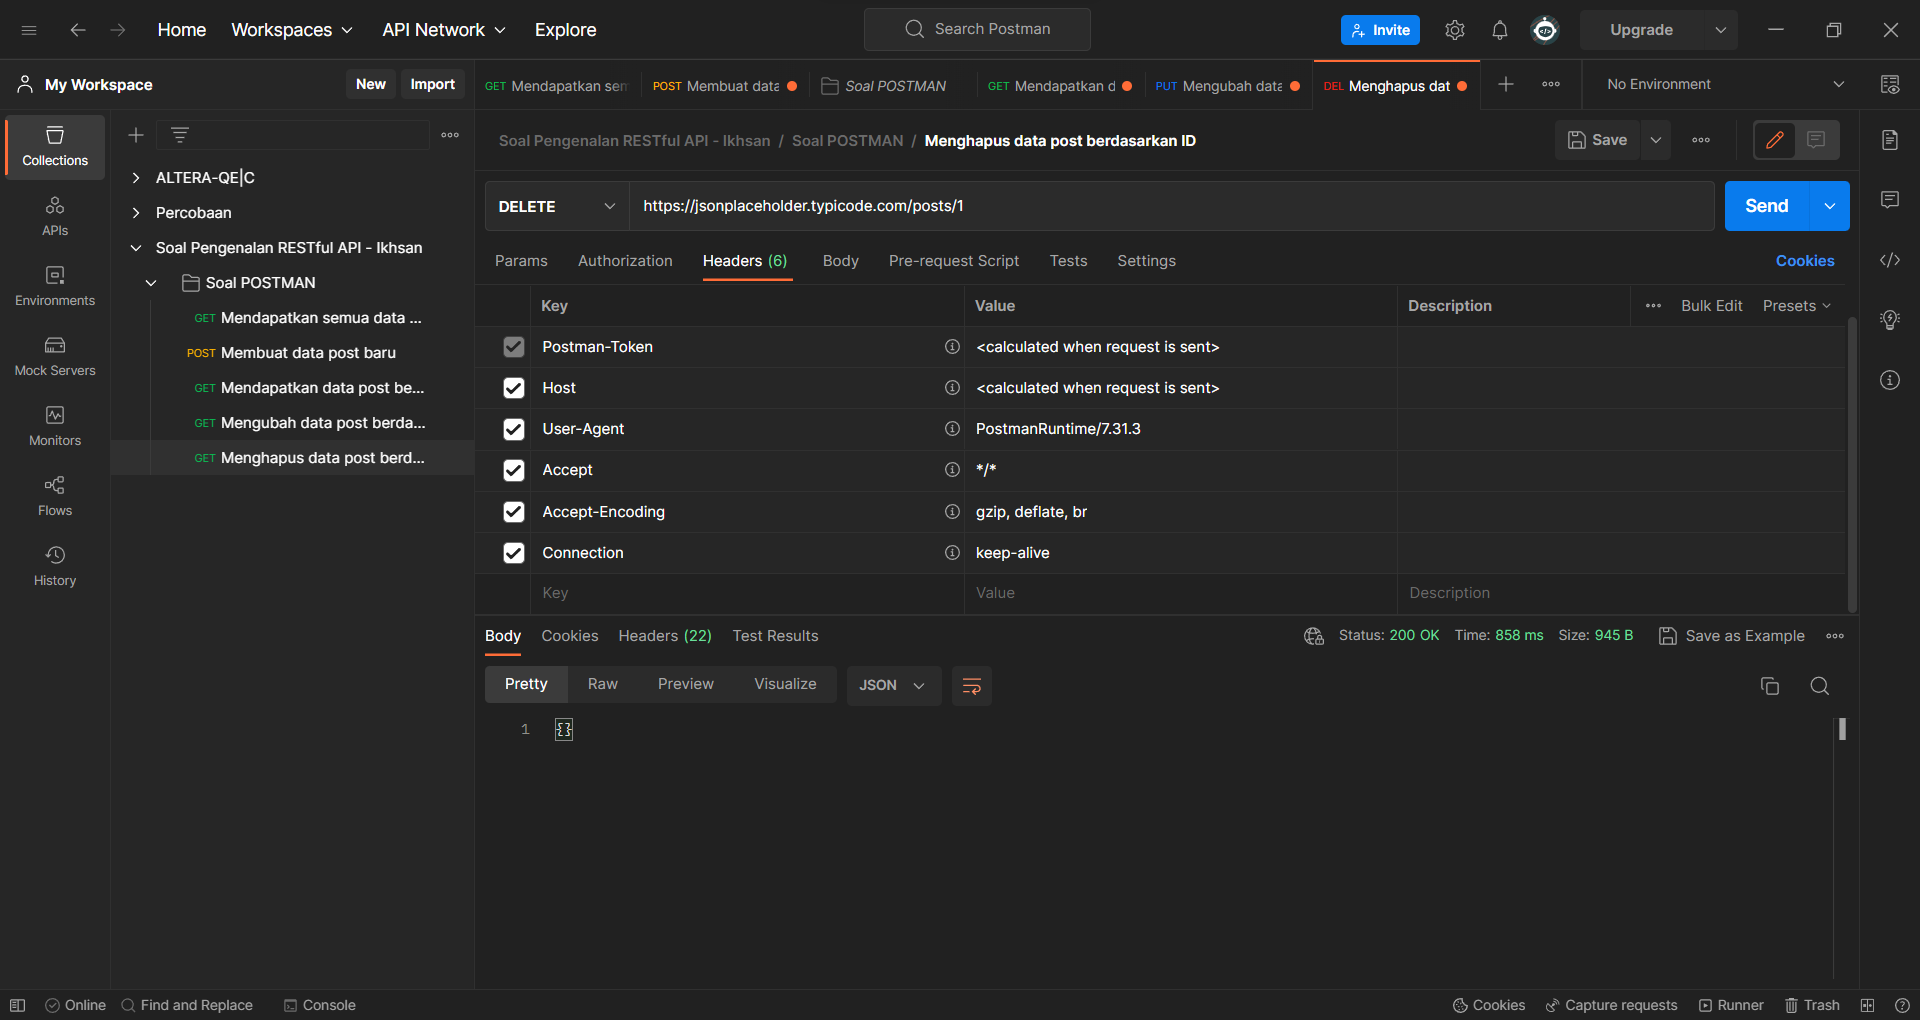 Home Workspaces API Network Explore Search Postman Invite Upgrade
My Workspace New Import GET Mendapatkan sem POST Membuat data Soal POSTMAN GET Mendapatkan d PUT Mengubah data DEL Menghapus dat No Environment
Collections
APIs
Environments
Mock Servers
Monitors
Flows
History
ALTERA-QE|C
Percobaan
Soal Pengenalan RESTful API - Ikhsan
Soal POSTMAN
GET Mendapatkan semua data ...
POST Membuat data post baru
GET Mendapatkan data post be...
GET Mengubah data post berda...
GET Menghapus data post berd...
Soal Pengenalan RESTful API - Ikhsan / Soal POSTMAN / Menghapus data post berdasarkan ID Save
DELETE https://jsonplaceholder.typicode.com/posts/1 Send
Params Authorization Headers (6) Body Pre-request Script Tests Settings Cookies
Key Value Description Bulk Edit Presets
Postman-Token <calculated when request is sent>
Host <calculated when request is sent>
User-Agent PostmanRuntime/7.31.3
Accept */*
Accept-Encoding gzip, deflate, br
Connection keep-alive
Key Value Description
Body Cookies Headers (22) Test Results Status: 200 OK Time: 858 ms Size: 945 B Save as Example
Pretty Raw Preview Visualize JSON
1 {}
Online Find and Replace Console Cookies Capture requests Runner Trash